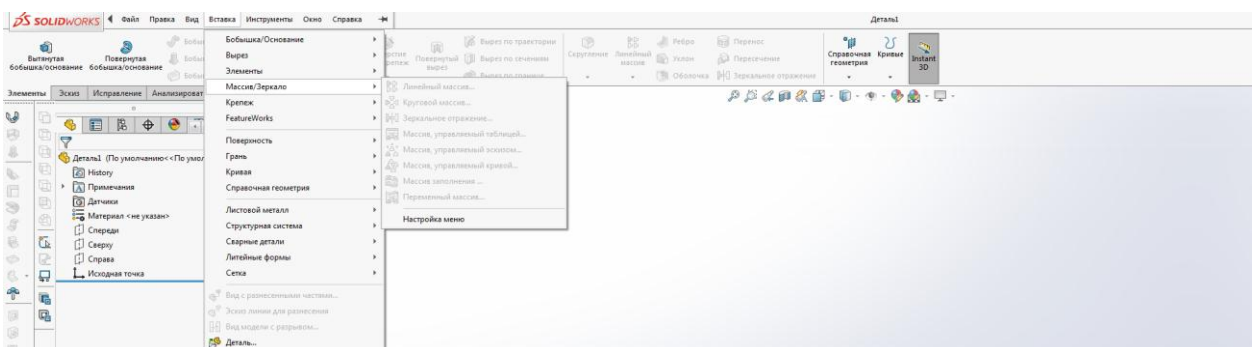 SOLIDWORKS Файл Правка Вид Вставка Инструменты Окно Справка Деталь1
Вытянутая бобышка/основание
Повернутая бобышка/основание
Вырез по траектории
Повернутый вырез
Вырез по сечениям
Вырез по границе
Скругление
Линейный массив
Ребра
Уклон
Оболочка
Перенос
Пересечение
Зеркальное отражение
Справочная геометрия
Кривые
Instant 3D
Элементы Эскиз Исправление
Деталь1 (По умолчанию<<По умол
History
Примечания
Датчики
Материал <не указан>
Спереди
Сверху
Справа
Исходная точка
Бобышка/Основание
Вырез
Элементы
Массив/Зеркало
Крепеж
FeatureWorks
Поверхность
Грань
Кривая
Справочная геометрия
Листовой металл
Структурная система
Сварные детали
Литейные формы
Сетка
Вид с разнесенными частями...
Эскиз линии для разнесения
Вид модели с разрывом...
Деталь...
Линейный массив...
Круговой массив...
Зеркальное отражение...
Массив, управляемый таблицей...
Массив, управляемый эскизом...
Массив, управляемый кривой...
Массив заполнения ...
Переменный массив...
Настройка меню